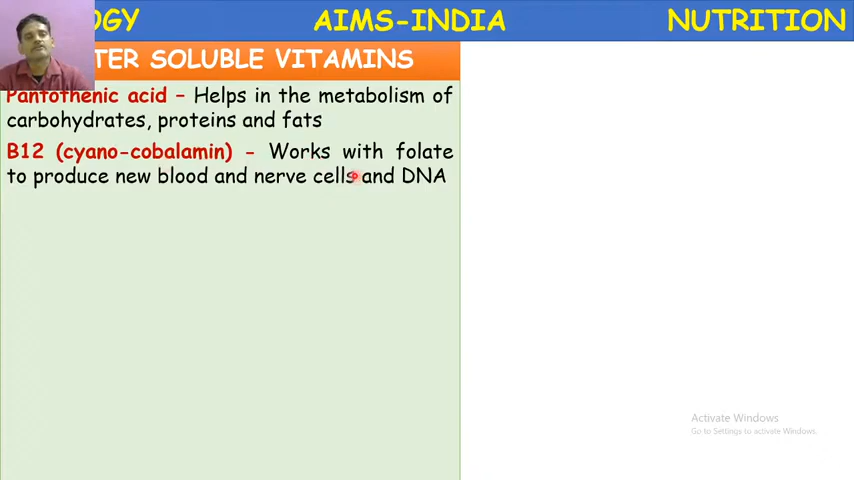 OGY AIMS-INDIA NUTRITION
TER SOLUBLE VITAMINS
Pantothenic acid – Helps in the metabolism of
carbohydrates, proteins and fats
B12 (cyano-cobalamin) - Works with folate
to produce new blood and nerve cells and DNA
Activate Windows
Go to Settings to activate Windows.